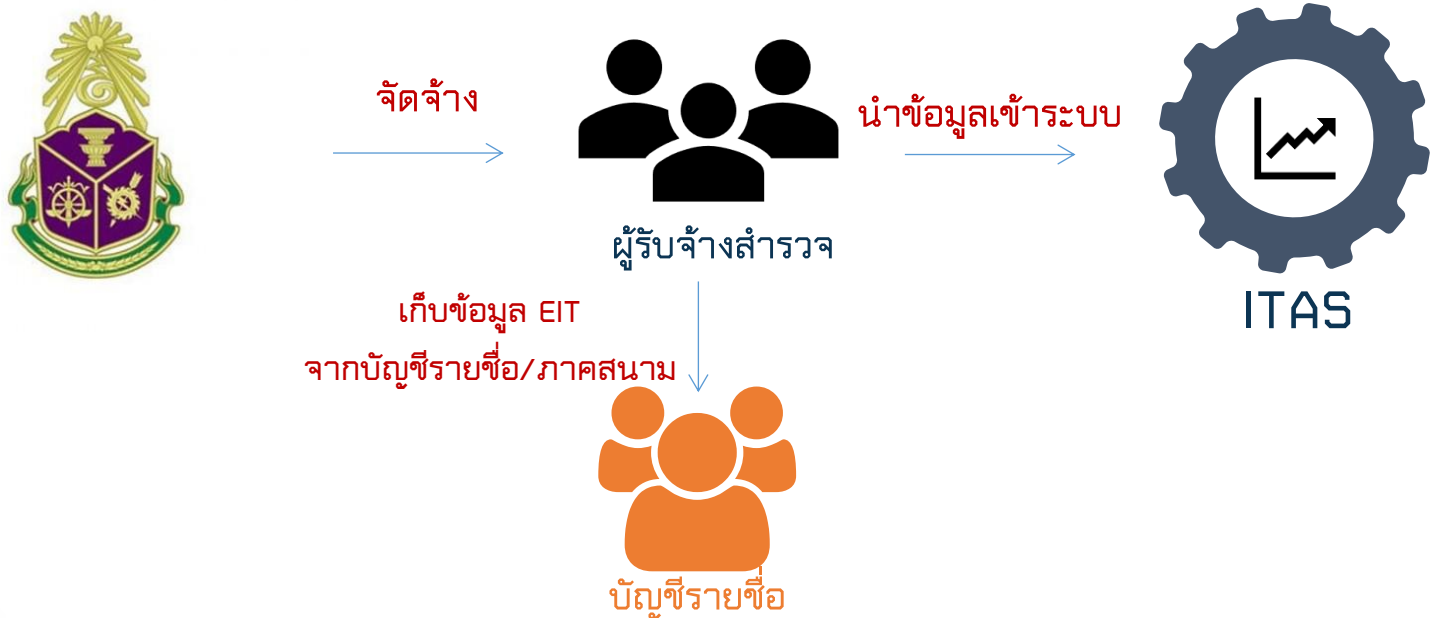 จัดจ้าง
นำข้อมูลเข้าระบบ
ผู้รับจ้างสำรวจ
ITAS
เก็บข้อมูล EIT
จากบัญชีรายชื่อ/ภาคสนาม
บัญชีรายชื่อ